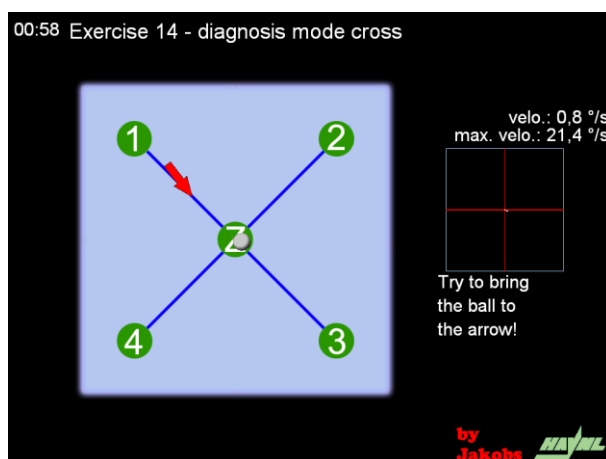 00:58 Exercise 14 - diagnosis mode cross
velo.: 0,8 °/s
max. velo.: 21,4 °/s
1
2
Z
4
3
Try to bring
the ball to
the arrow!
by
Jakobs
HAYNL